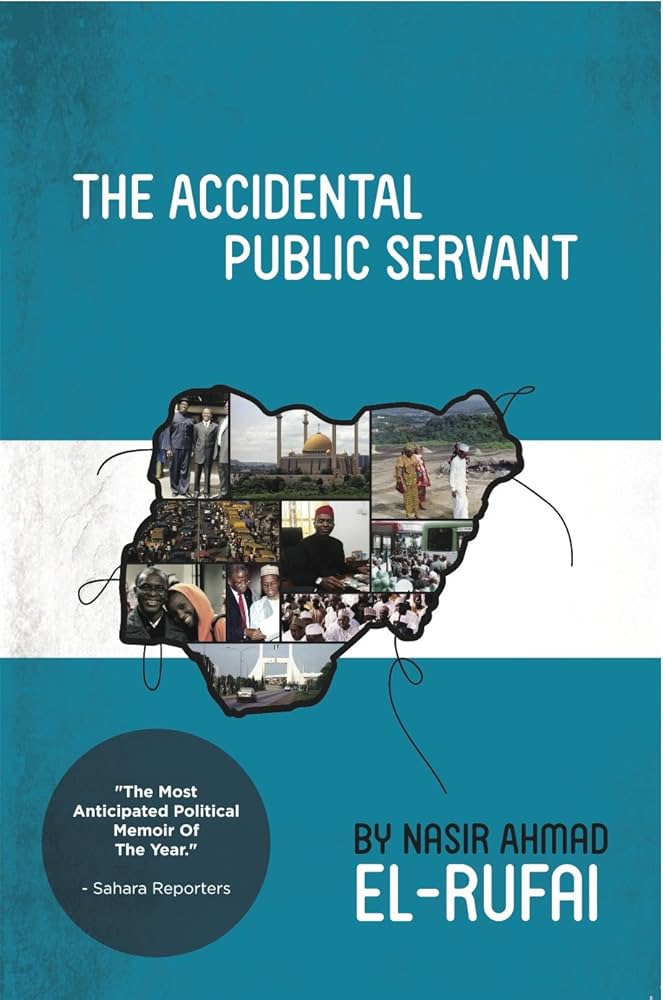 THE ACCIDENTAL
PUBLIC SERVANT
"The Most
Anticipated Political
Memoir Of
The Year."
- Sahara Reporters
BY NASIR AHMAD
EL-RUFAI